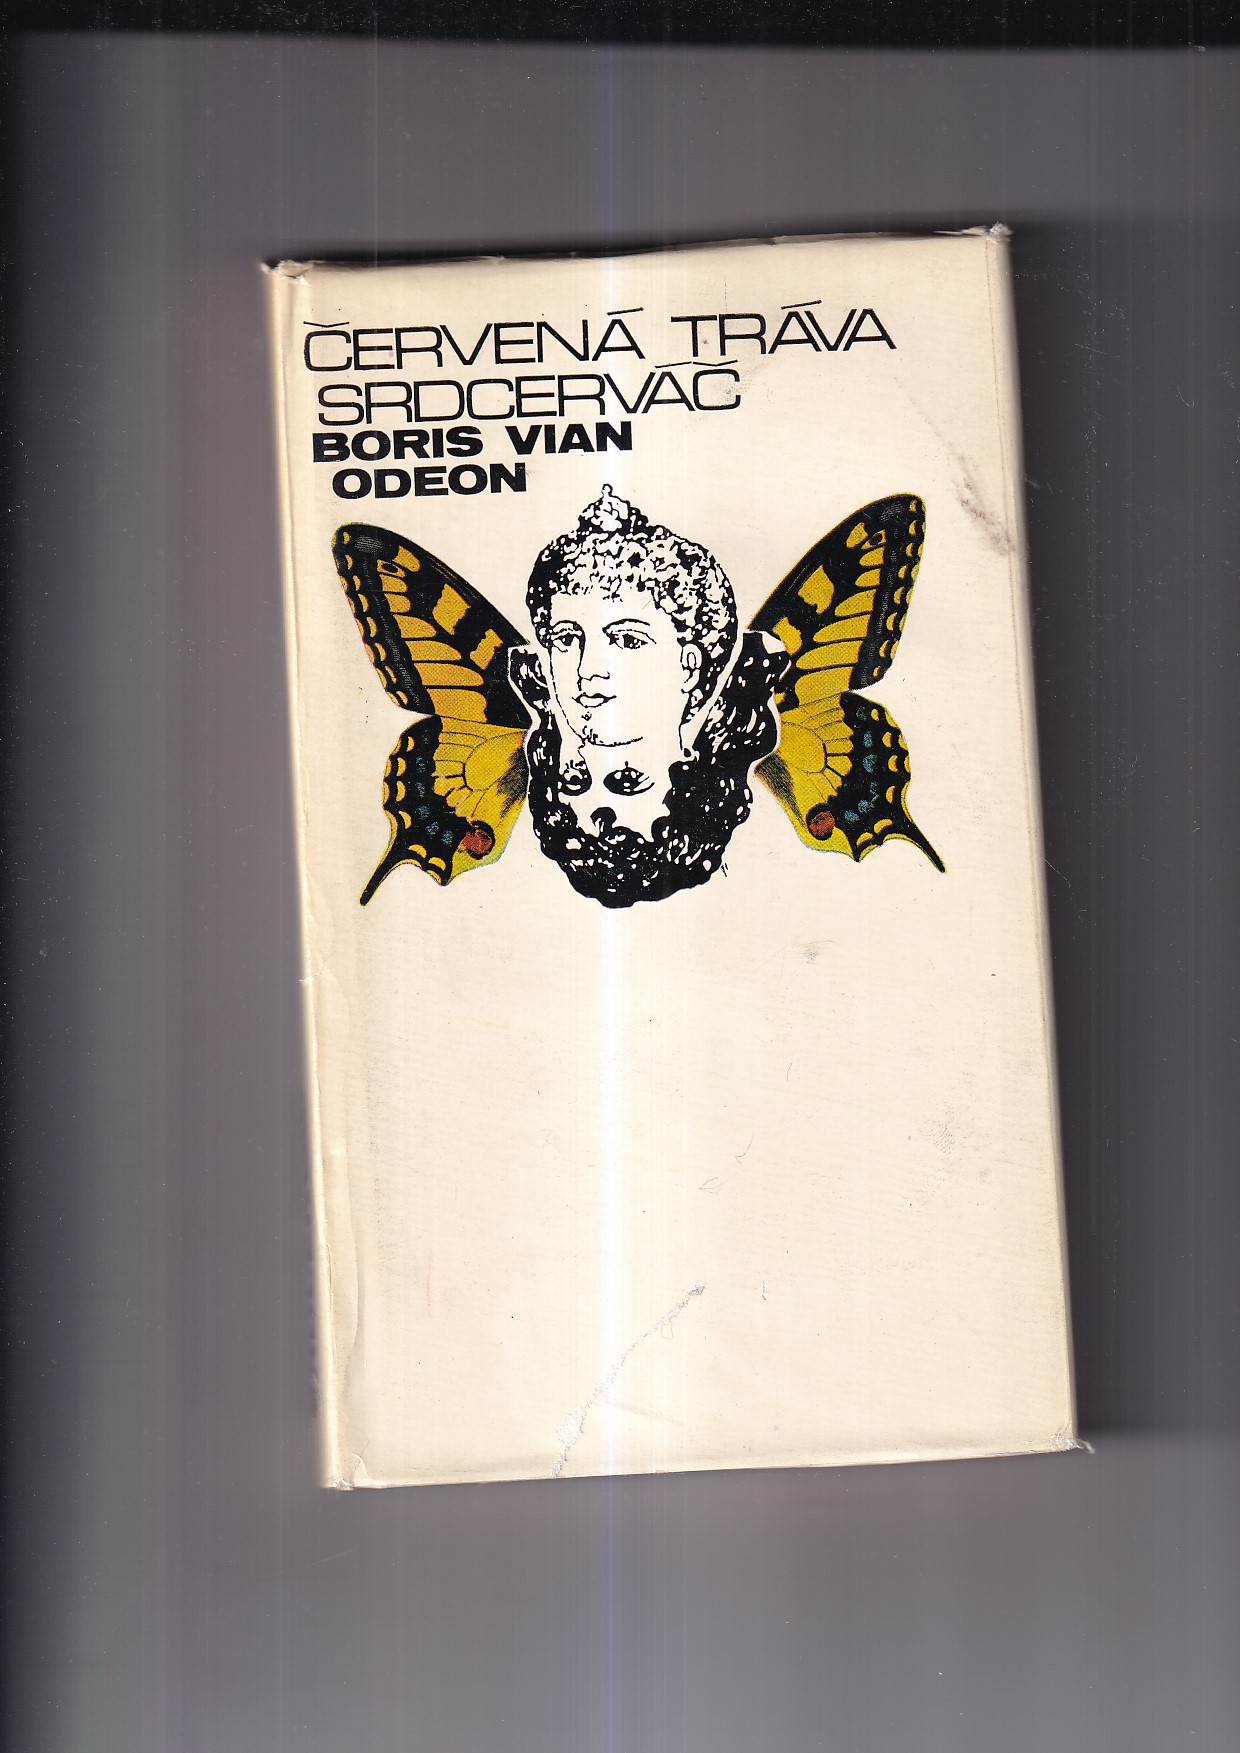 ČERVENÁ TRÁVA
SRDCERVÁČ
BORIS VIAN
ODEON